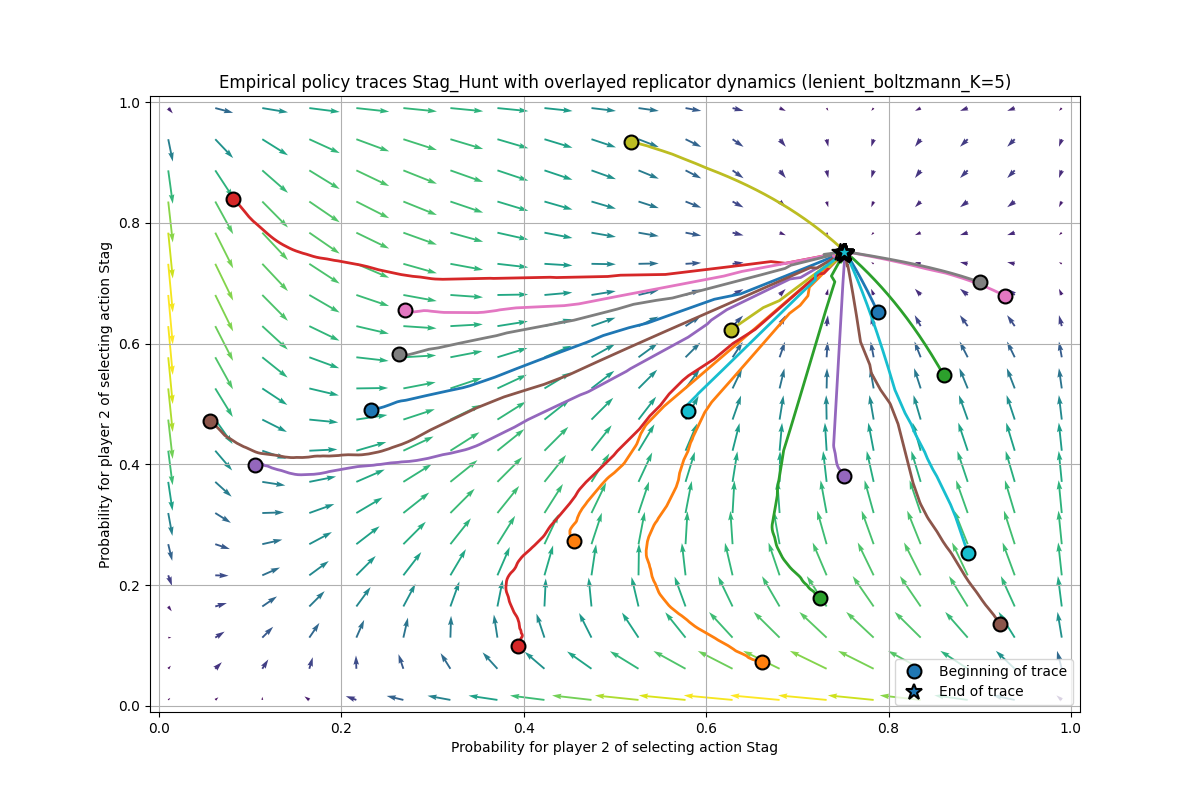 Empirical policy traces Stag_Hunt with overlayed replicator dynamics (lenient_boltzmann_K=5)
Probability for player 2 of selecting action Stag
1.0
0.8
0.6
0.4
0.2
0.0
0.0
0.2
0.4
0.6
0.8
1.0
Probability for player 2 of selecting action Stag
Beginning of trace
End of trace